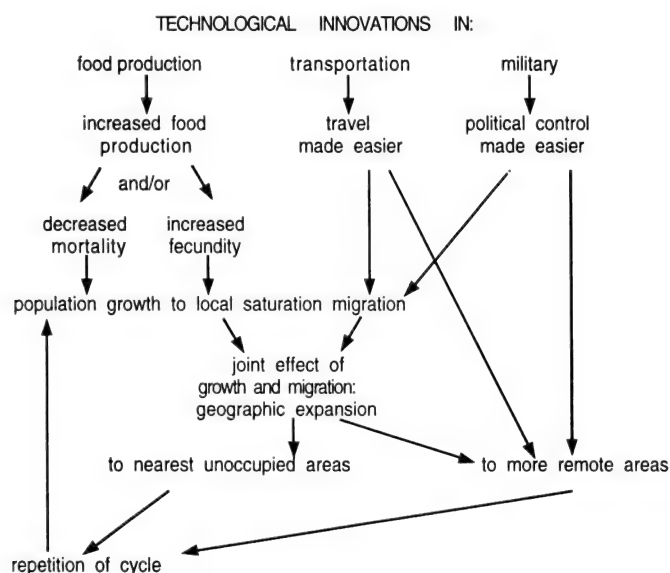 TECHNOLOGICAL INNOVATIONS IN:
food production transportation military
increased food production
travel made easier
political control made easier
and/or
decreased mortality
increased fecundity
population growth to local saturation migration
joint effect of
growth and migration:
geographic expansion
to nearest unoccupied areas to more remote areas
repetition of cycle